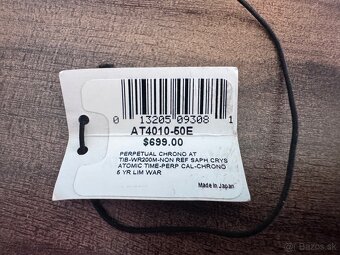 0 13205 09308 1
AT4010-50E
$699.00
PERPETUAL CHRONO AT
TIB-WR200M-NON REF SAPH CRYS
ATOMIC TIME-PERP CAL-CHRONO
5 YR LIM WAR
Made in Japan
bazos.sk